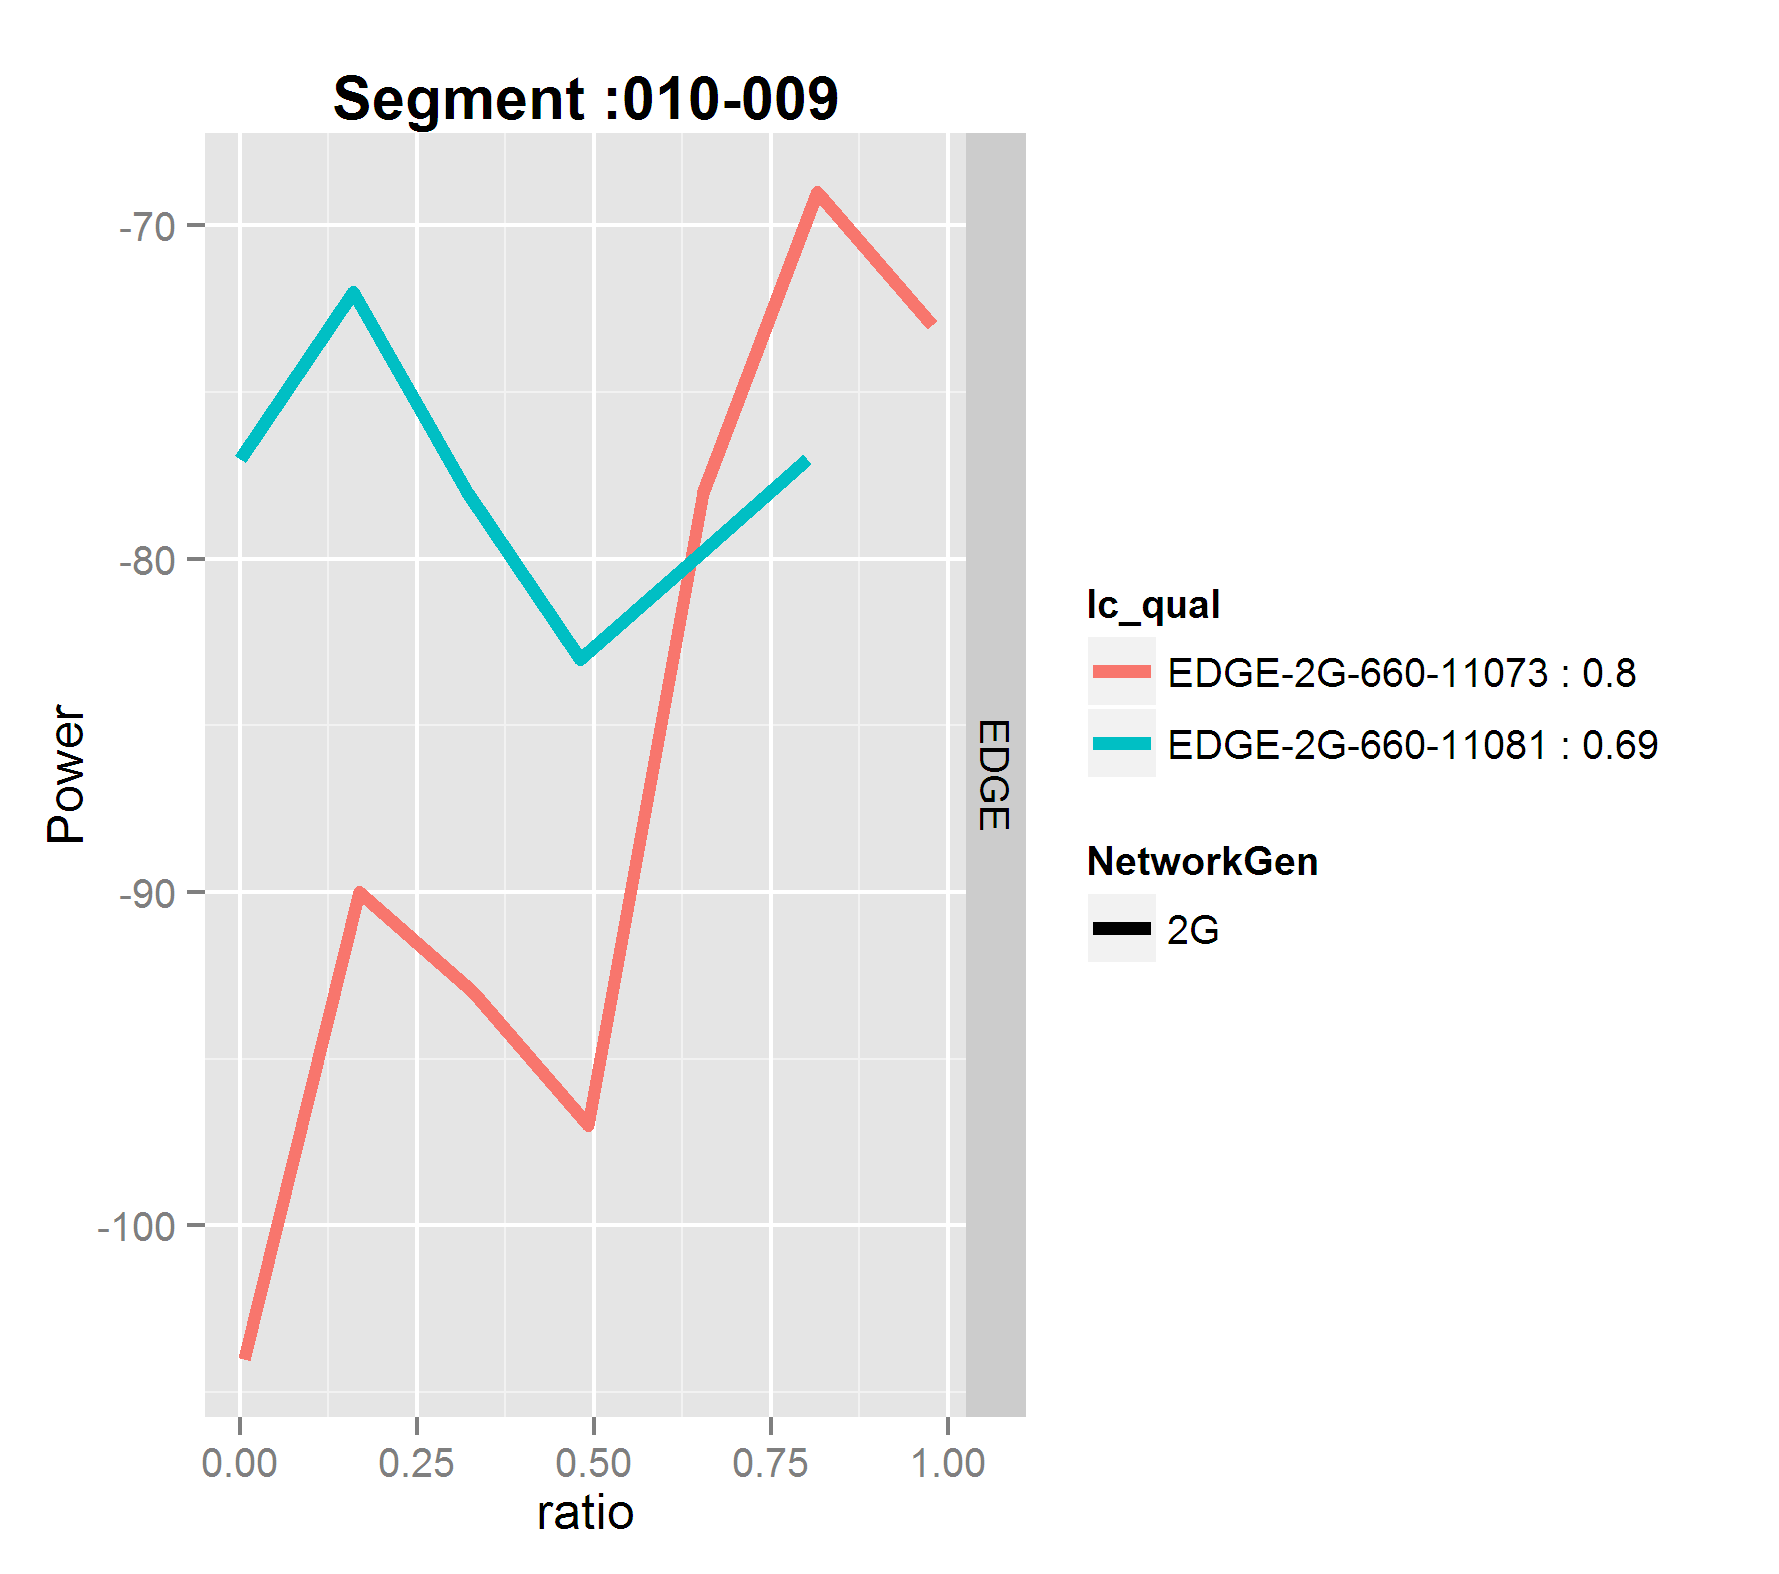 Segment :010-009
-70
-80
-90
-100
Power
0.00 0.25 0.50 0.75 1.00
ratio
EDGE
lc_qual
EDGE-2G-660-11073 : 0.8
EDGE-2G-660-11081 : 0.69
NetworkGen
2G